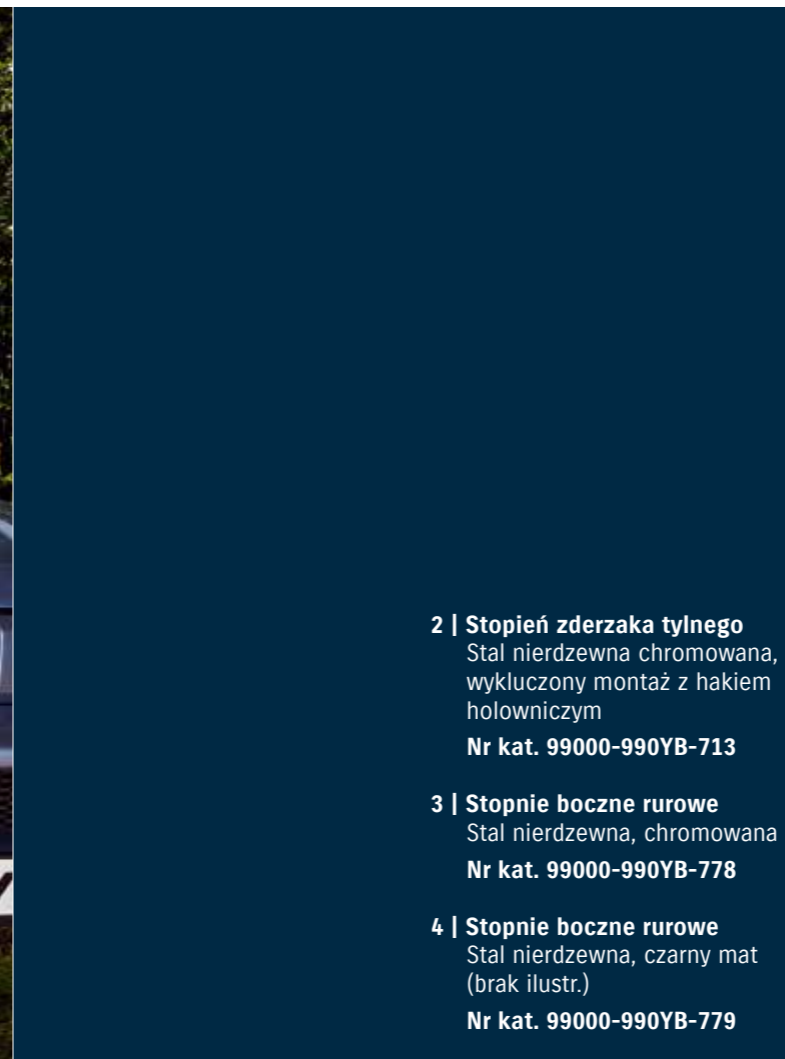 2 | Stopień zderzaka tylnego
Stal nierdzewna chromowana,
wykluczony montaż z hakiem
holowniczym
Nr kat. 99000-990YB-713
3 | Stopnie boczne rurowe
Stal nierdzewna, chromowana
Nr kat. 99000-990YB-778
4 | Stopnie boczne rurowe
Stal nierdzewna, czarny mat
(brak ilustr.)
Nr kat. 99000-990YB-779